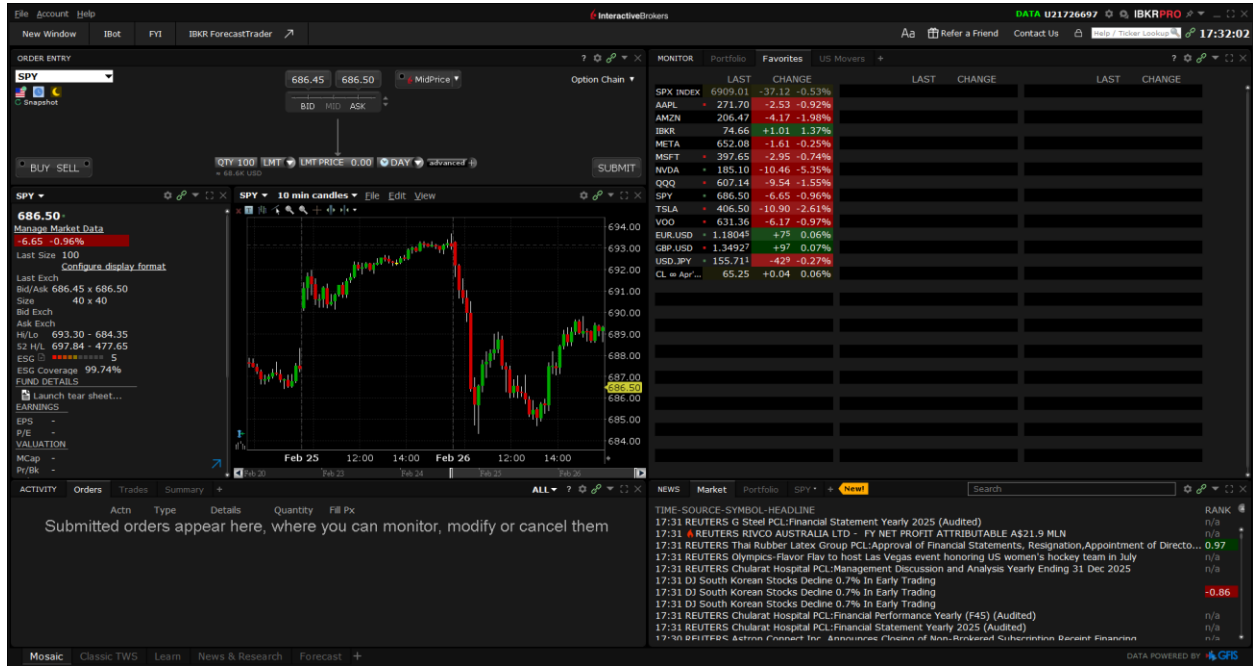 File Account Help
InteractiveBrokers
DATA U21726697 IBKRPRO
New Window IBot FYI IBKR ForecastTrader
Aa Refer a Friend Contact Us Help / Ticker Lookup 17:32:02
ORDER ENTRY ?
SPY
Snapshot
686.45 686.50 MidPrice
BID MID ASK
Option Chain
BUY SELL
QTY 100 LMT LMT PRICE 0.00 DAY advanced
≈ 68.6K USD
SUBMIT
SPY
686.50
Manage Market Data
-6.65 -0.96%
Last Size 100
Configure display format
Last Exch
Bid/Ask 686.45 x 686.50
Size 40 x 40
Bid Exch
Ask Exch
Hi/Lo 693.30 - 684.35
52 H/L 697.84 - 477.65
ESG 5
ESG Coverage 99.74%
FUND DETAILS
Launch tear sheet...
EARNINGS
EPS -
P/E -
VALUATION
MCap -
Pr/Bk -
SPY 10 min candles File Edit View
694.00
693.00
692.00
691.00
690.00
689.00
688.00
687.00
686.50
686.00
685.00
684.00
Feb 25 12:00 14:00 Feb 26 12:00 14:00
Feb 20 Feb 23 Feb 24 Feb 25 Feb 26
MONITOR Portfolio Favorites US Movers + ?
LAST CHANGE LAST CHANGE LAST CHANGE
SPX INDEX 6909.01 -37.12 -0.53%
AAPL 271.70 -2.53 -0.92%
AMZN 206.47 -4.17 -1.98%
IBKR 74.66 +1.01 1.37%
META 652.08 -1.61 -0.25%
MSFT 397.65 -2.95 -0.74%
NVDA 185.10 -10.46 -5.35%
QQQ 607.14 -9.54 -1.55%
SPY 686.50 -6.65 -0.96%
TSLA 406.50 -10.90 -2.61%
VOO 631.36 -6.17 -0.97%
EUR.USD 1.1804⁵ +7⁵ 0.06%
GBP.USD 1.3492⁷ +9⁷ 0.07%
USD.JPY 155.71¹ -42⁹ -0.27%
CL ∞ Apr'... 65.25 +0.04 0.06%
ACTIVITY Orders Trades Summary + ALL ?
Actn Type Details Quantity Fill Px
Submitted orders appear here, where you can monitor, modify or cancel them
NEWS Market Portfolio SPY + New! Search
TIME-SOURCE-SYMBOL-HEADLINE RANK
17:31 REUTERS G Steel PCL:Financial Statement Yearly 2025 (Audited) n/a
17:31 REUTERS RIVCO AUSTRALIA LTD - FY NET PROFIT ATTRIBUTABLE A$21.9 MLN n/a
17:31 REUTERS Thai Rubber Latex Group PCL:Approval of Financial Statements, Resignation,Appointment of Directo... 0.97
17:31 REUTERS Olympics-Flavor Flav to host Las Vegas event honoring US women's hockey team in July n/a
17:31 REUTERS Chularat Hospital PCL:Management Discussion and Analysis Yearly Ending 31 Dec 2025 n/a
17:31 DJ South Korean Stocks Decline 0.7% In Early Trading
17:31 DJ South Korean Stocks Decline 0.7% In Early Trading -0.86
17:31 DJ South Korean Stocks Decline 0.7% In Early Trading
17:31 REUTERS Chularat Hospital PCL:Financial Performance Yearly (F45) (Audited) n/a
17:31 REUTERS Chularat Hospital PCL:Financial Statement Yearly 2025 (Audited) n/a
17:30 REUTERS Astron Connect Inc. Announces Closing of Non-Brokered Subscription Receipt Financing n/a
Mosaic Classic TWS Learn News & Research Forecast +
DATA POWERED BY GFIS